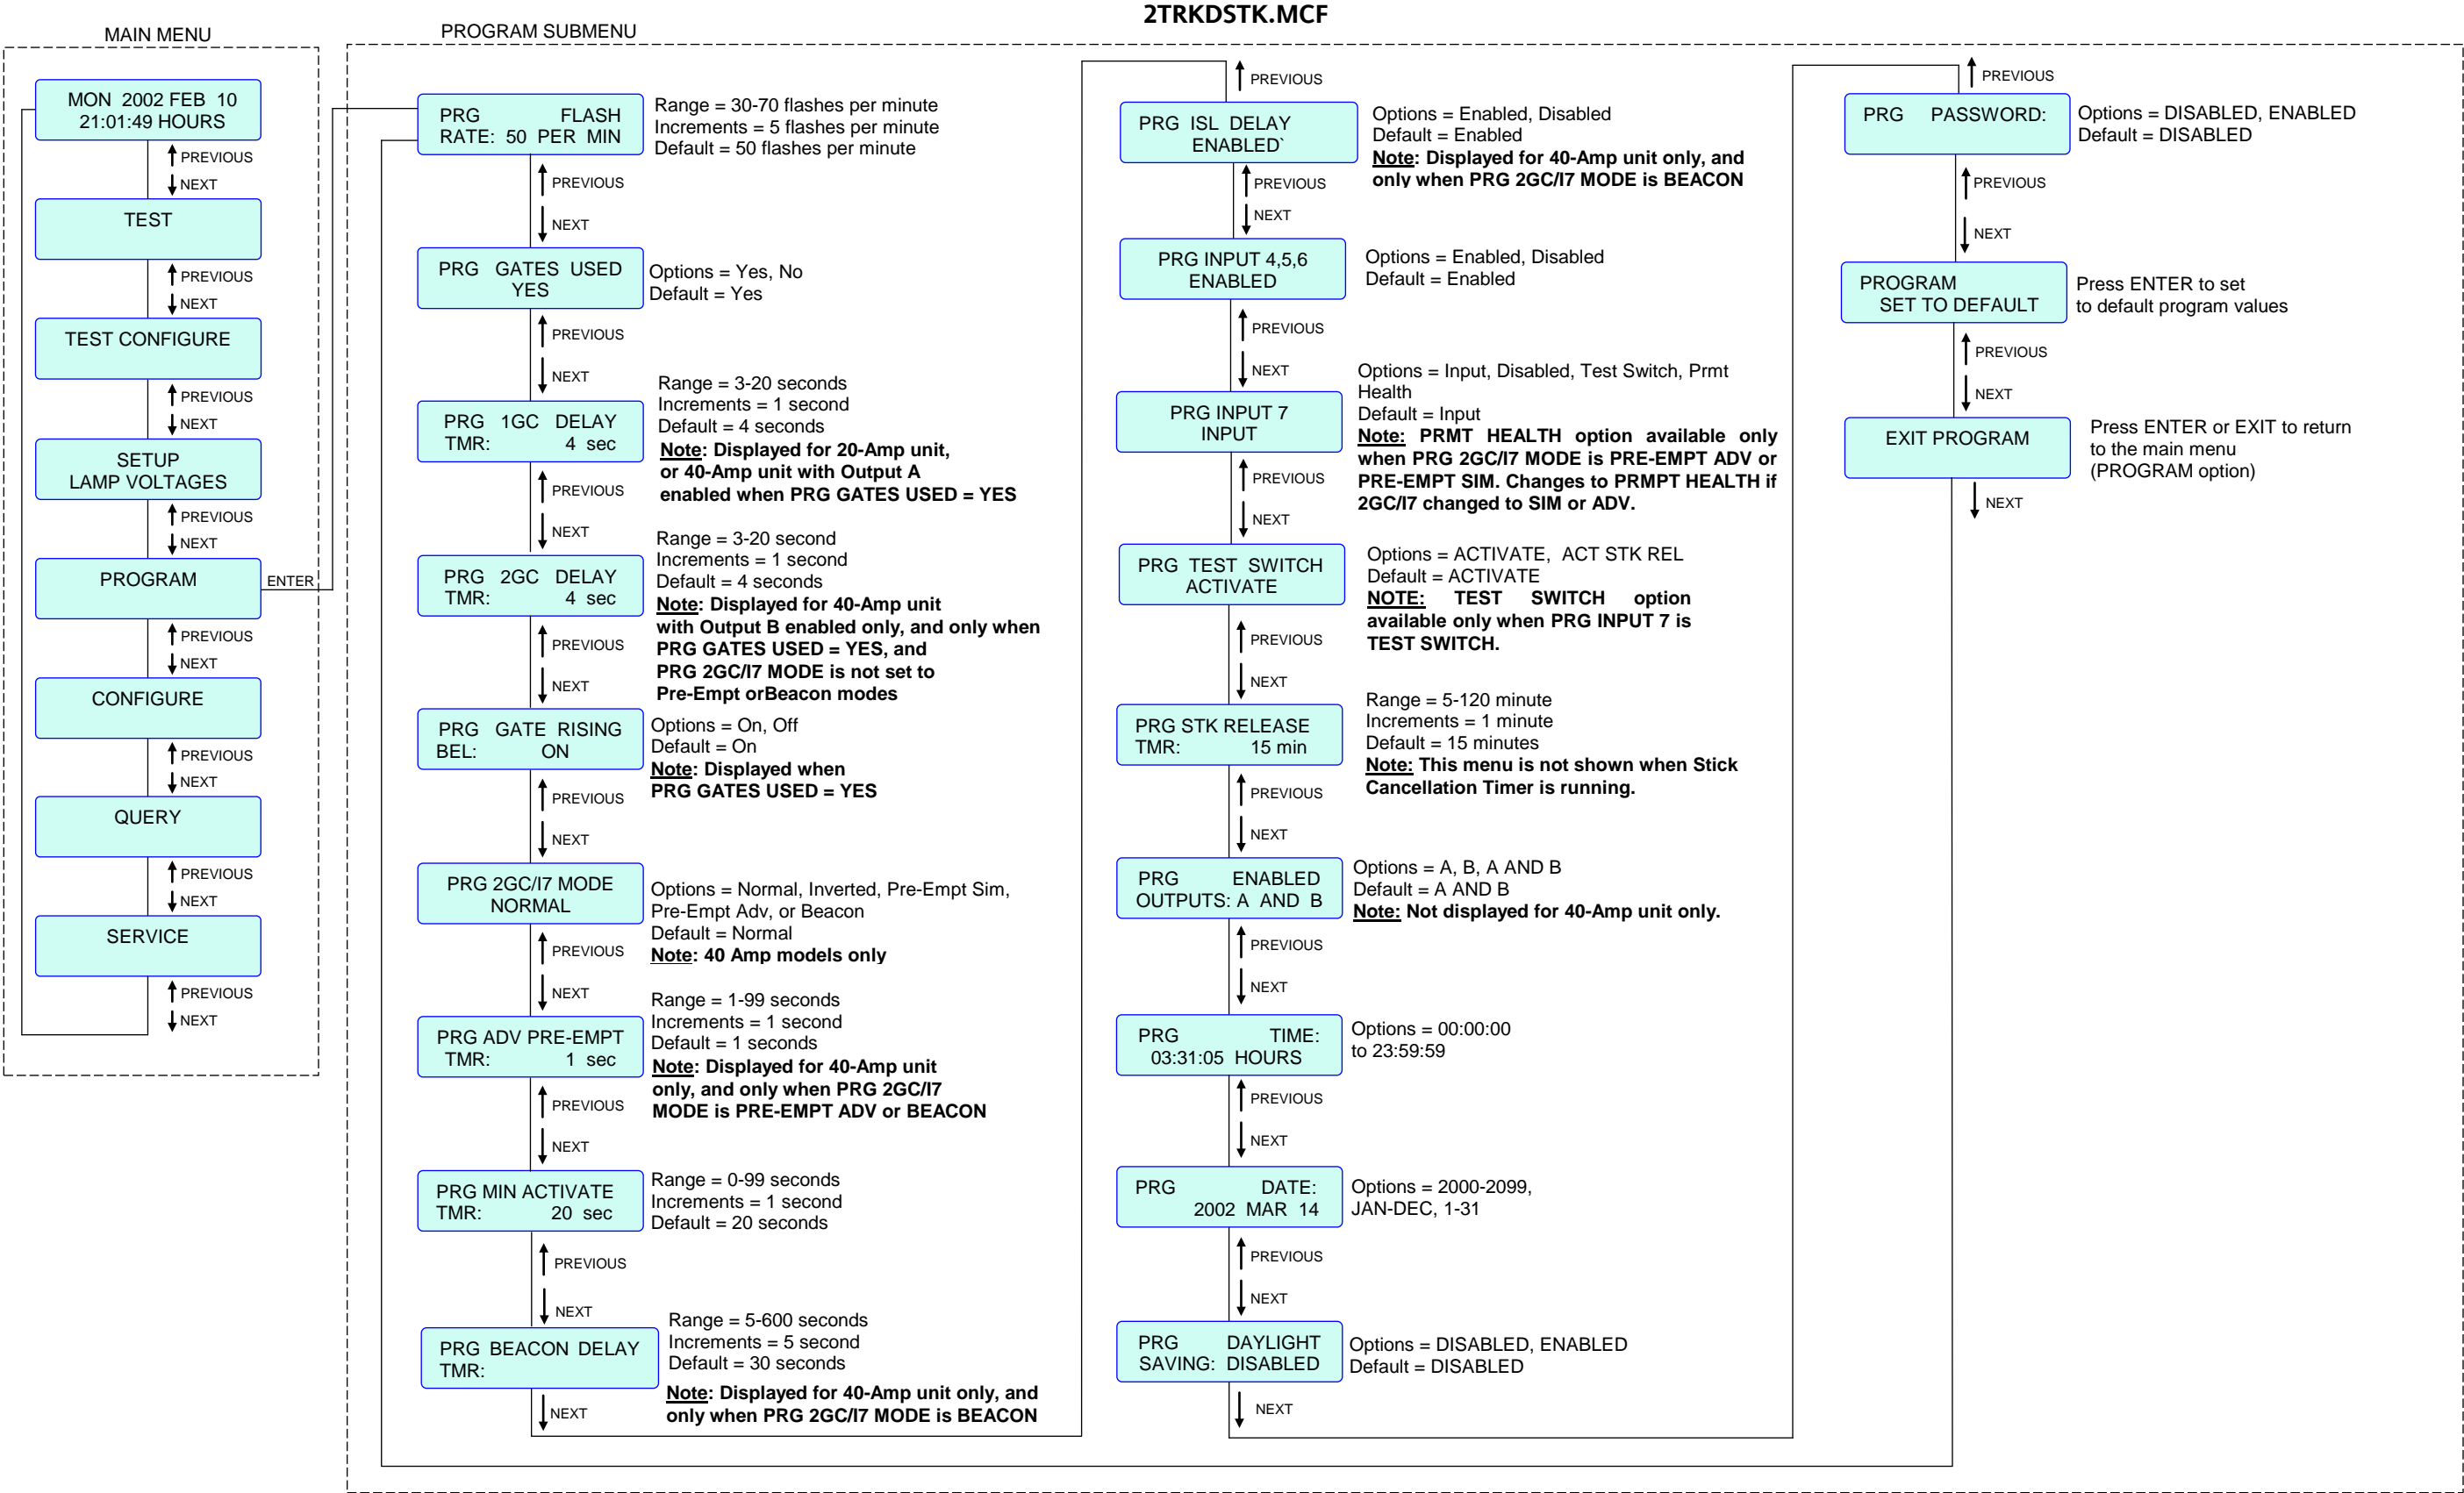 2TRKDSTK.MCF
MAIN MENU
MON 2002 FEB 10
21:01:49 HOURS
PREVIOUS
NEXT
TEST
PREVIOUS
NEXT
TEST CONFIGURE
PREVIOUS
NEXT
SETUP
LAMP VOLTAGES
PREVIOUS
NEXT
PROGRAM
ENTER
PREVIOUS
NEXT
CONFIGURE
PREVIOUS
NEXT
QUERY
PREVIOUS
NEXT
SERVICE
PREVIOUS
NEXT
PROGRAM SUBMENU
PRG FLASH
RATE: 50 PER MIN
Range = 30-70 flashes per minute
Increments = 5 flashes per minute
Default = 50 flashes per minute
PREVIOUS
NEXT
PRG GATES USED
YES
Options = Yes, No
Default = Yes
PREVIOUS
NEXT
PRG 1GC DELAY
TMR: 4 sec
Range = 3-20 seconds
Increments = 1 second
Default = 4 seconds
Note: Displayed for 20-Amp unit,
or 40-Amp unit with Output A
enabled when PRG GATES USED = YES
PREVIOUS
NEXT
PRG 2GC DELAY
TMR: 4 sec
Range = 3-20 second
Increments = 1 second
Default = 4 seconds
Note: Displayed for 40-Amp unit
with Output B enabled only, and only when
PRG GATES USED = YES, and
PRG 2GC/I7 MODE is not set to
Pre-Empt orBeacon modes
PREVIOUS
NEXT
PRG GATE RISING
BEL: ON
Options = On, Off
Default = On
Note: Displayed when
PRG GATES USED = YES
PREVIOUS
NEXT
PRG 2GC/I7 MODE
NORMAL
Options = Normal, Inverted, Pre-Empt Sim,
Pre-Empt Adv, or Beacon
Default = Normal
Note: 40 Amp models only
PREVIOUS
NEXT
PRG ADV PRE-EMPT
TMR: 1 sec
Range = 1-99 seconds
Increments = 1 second
Default = 1 seconds
Note: Displayed for 40-Amp unit
only, and only when PRG 2GC/I7
MODE is PRE-EMPT ADV or BEACON
PREVIOUS
NEXT
PRG MIN ACTIVATE
TMR: 20 sec
Range = 0-99 seconds
Increments = 1 second
Default = 20 seconds
PREVIOUS
NEXT
PRG BEACON DELAY
TMR:
Range = 5-600 seconds
Increments = 5 second
Default = 30 seconds
Note: Displayed for 40-Amp unit only, and
only when PRG 2GC/I7 MODE is BEACON
NEXT
PREVIOUS
PRG ISL DELAY
ENABLED`
Options = Enabled, Disabled
Default = Enabled
Note: Displayed for 40-Amp unit only, and
only when PRG 2GC/I7 MODE is BEACON
PREVIOUS
NEXT
PRG INPUT 4,5,6
ENABLED
Options = Enabled, Disabled
Default = Enabled
PREVIOUS
NEXT
PRG INPUT 7
INPUT
Options = Input, Disabled, Test Switch, Prmt
Health
Default = Input
Note: PRMT HEALTH option available only
when PRG 2GC/I7 MODE is PRE-EMPT ADV or
PRE-EMPT SIM. Changes to PRMPT HEALTH if
2GC/I7 changed to SIM or ADV.
PREVIOUS
NEXT
PRG TEST SWITCH
ACTIVATE
Options = ACTIVATE, ACT STK REL
Default = ACTIVATE
NOTE: TEST SWITCH option
available only when PRG INPUT 7 is
TEST SWITCH.
PREVIOUS
NEXT
PRG STK RELEASE
TMR: 15 min
Range = 5-120 minute
Increments = 1 minute
Default = 15 minutes
Note: This menu is not shown when Stick
Cancellation Timer is running.
PREVIOUS
NEXT
PRG ENABLED
OUTPUTS: A AND B
Options = A, B, A AND B
Default = A AND B
Note: Not displayed for 40-Amp unit only.
PREVIOUS
NEXT
PRG TIME:
03:31:05 HOURS
Options = 00:00:00
to 23:59:59
PREVIOUS
NEXT
PRG DATE:
2002 MAR 14
Options = 2000-2099,
JAN-DEC, 1-31
PREVIOUS
NEXT
PRG DAYLIGHT
SAVING: DISABLED
Options = DISABLED, ENABLED
Default = DISABLED
NEXT
PREVIOUS
PRG PASSWORD:
Options = DISABLED, ENABLED
Default = DISABLED
PREVIOUS
NEXT
PROGRAM
SET TO DEFAULT
Press ENTER to set
to default program values
PREVIOUS
NEXT
EXIT PROGRAM
Press ENTER or EXIT to return
to the main menu
(PROGRAM option)
NEXT